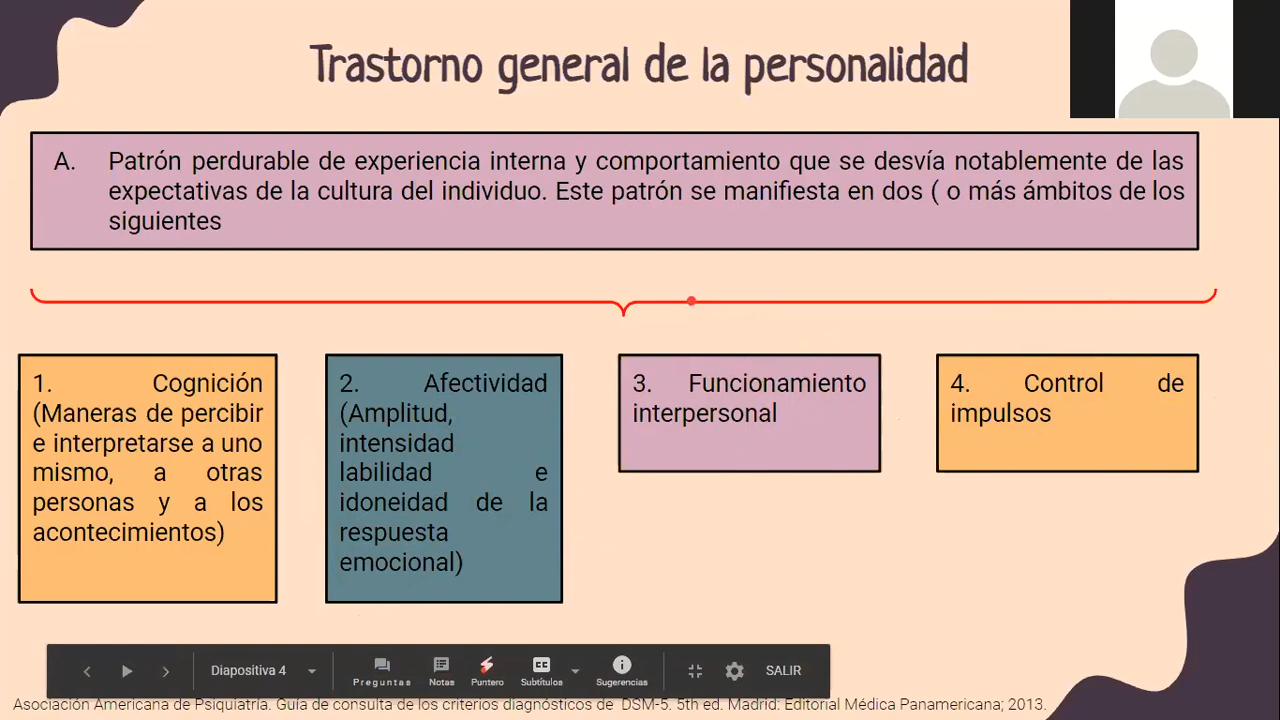 Trastorno general de la personalidad
A. Patrón perdurable de experiencia interna y comportamiento que se desvía notablemente de las
expectativas de la cultura del individuo. Este patrón se manifiesta en dos ( o más ámbitos de los
siguientes
1. Cognición
(Maneras de percibir
e interpretarse a uno
mismo, a otras
personas y a los
acontecimientos)
2. Afectividad
(Amplitud,
intensidad
labilidad e
idoneidad de la
respuesta
emocional)
3. Funcionamiento
interpersonal
4. Control de
impulsos
Diapositiva 4
Preguntas
Notas
Puntero
CC
Subtítulos
Sugerencias
SALIR
Asociación Americana de Psiquiatría. Guía de consulta de los criterios diagnósticos de DSM-5. 5th ed. Madrid: Editorial Médica Panamericana; 2013.